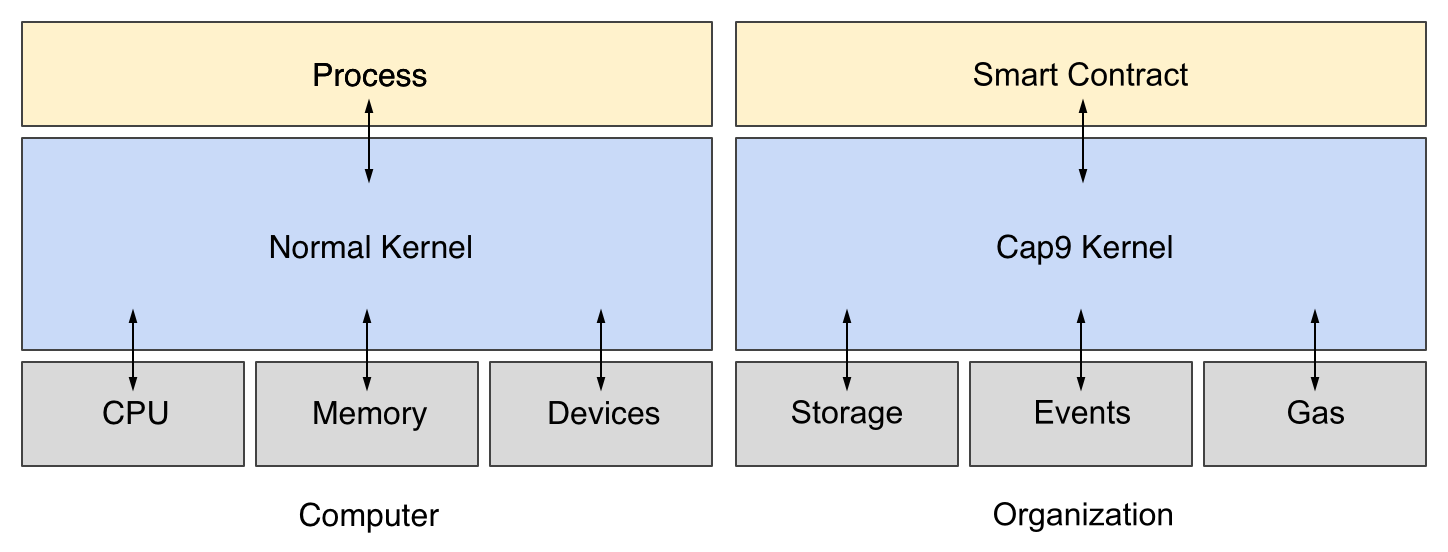 Process
Normal Kernel
CPU
Memory
Devices
Computer
Smart Contract
Cap9 Kernel
Storage
Events
Gas
Organization